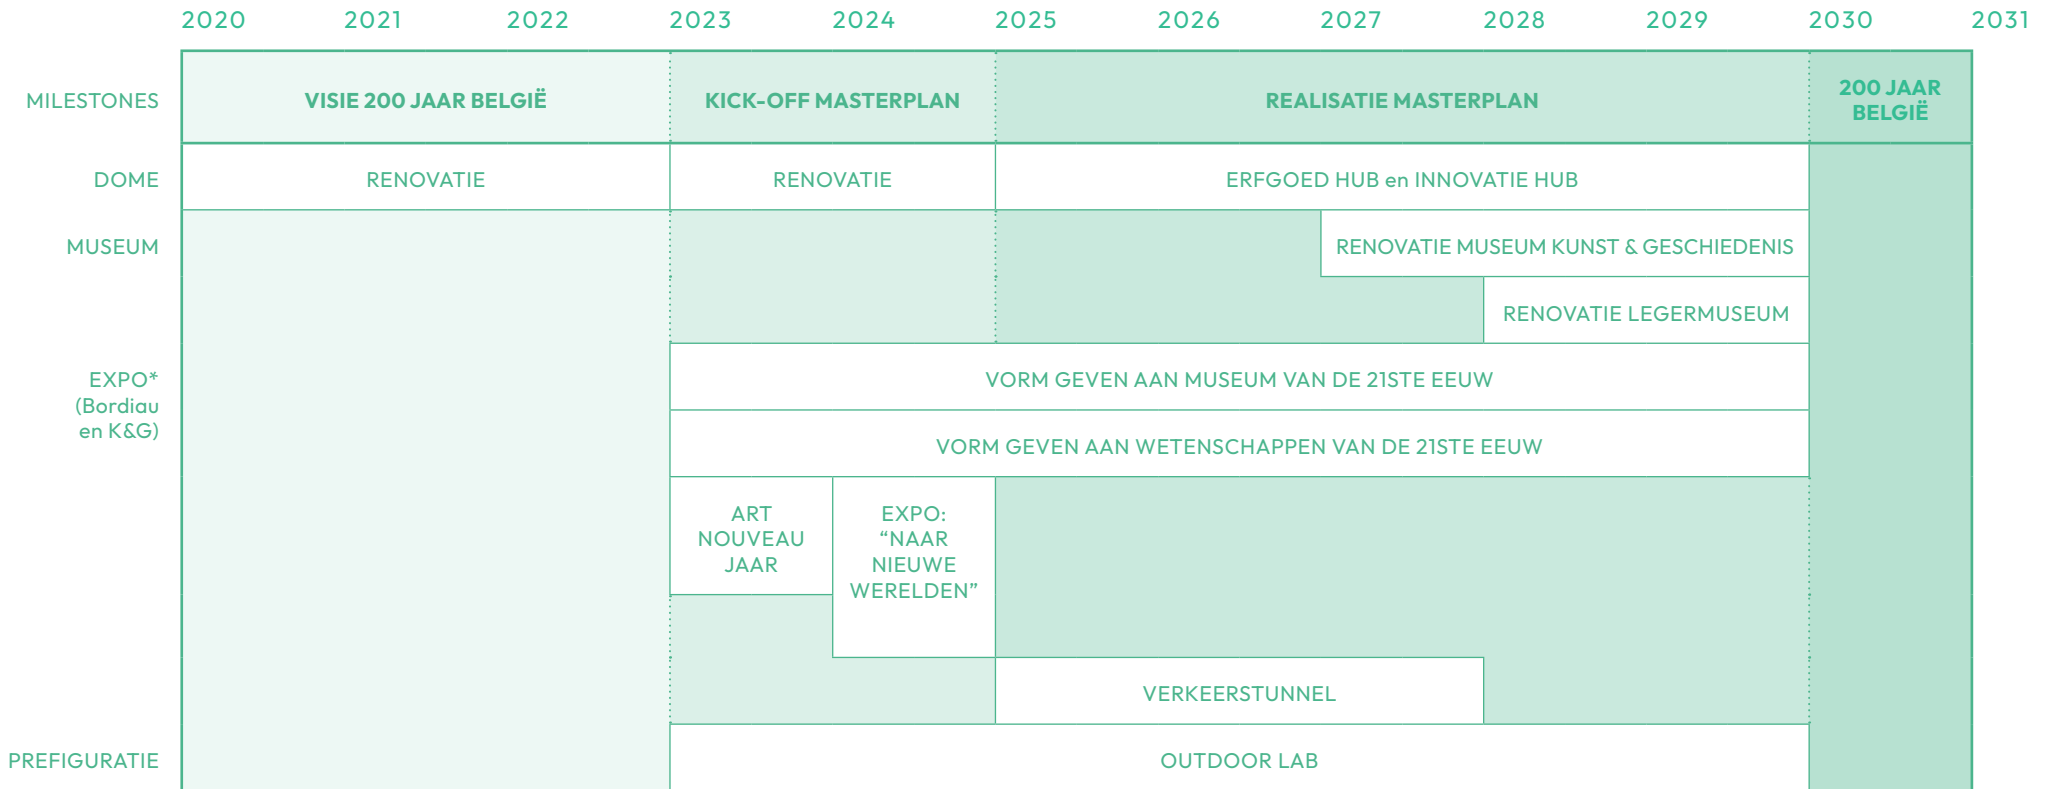 2020 2021 2022 2023 2024 2025 2026 2027 2028 2029 2030 2031
MILESTONES
VISIE 200 JAAR BELGIË
KICK-OFF MASTERPLAN
REALISATIE MASTERPLAN
200 JAAR
BELGIË
DOME
RENOVATIE
RENOVATIE
ERFGOED HUB en INNOVATIE HUB
MUSEUM
RENOVATIE MUSEUM KUNST & GESCHIEDENIS
RENOVATIE LEGERMUSEUM
EXPO*
(Bordiau
en K&G)
VORM GEVEN AAN MUSEUM VAN DE 21STE EEUW
VORM GEVEN AAN WETENSCHAPPEN VAN DE 21STE EEUW
ART
NOUVEAU
JAAR
EXPO:
“NAAR
NIEUWE
WERELDEN”
VERKEERSTUNNEL
PREFIGURATIE
OUTDOOR LAB